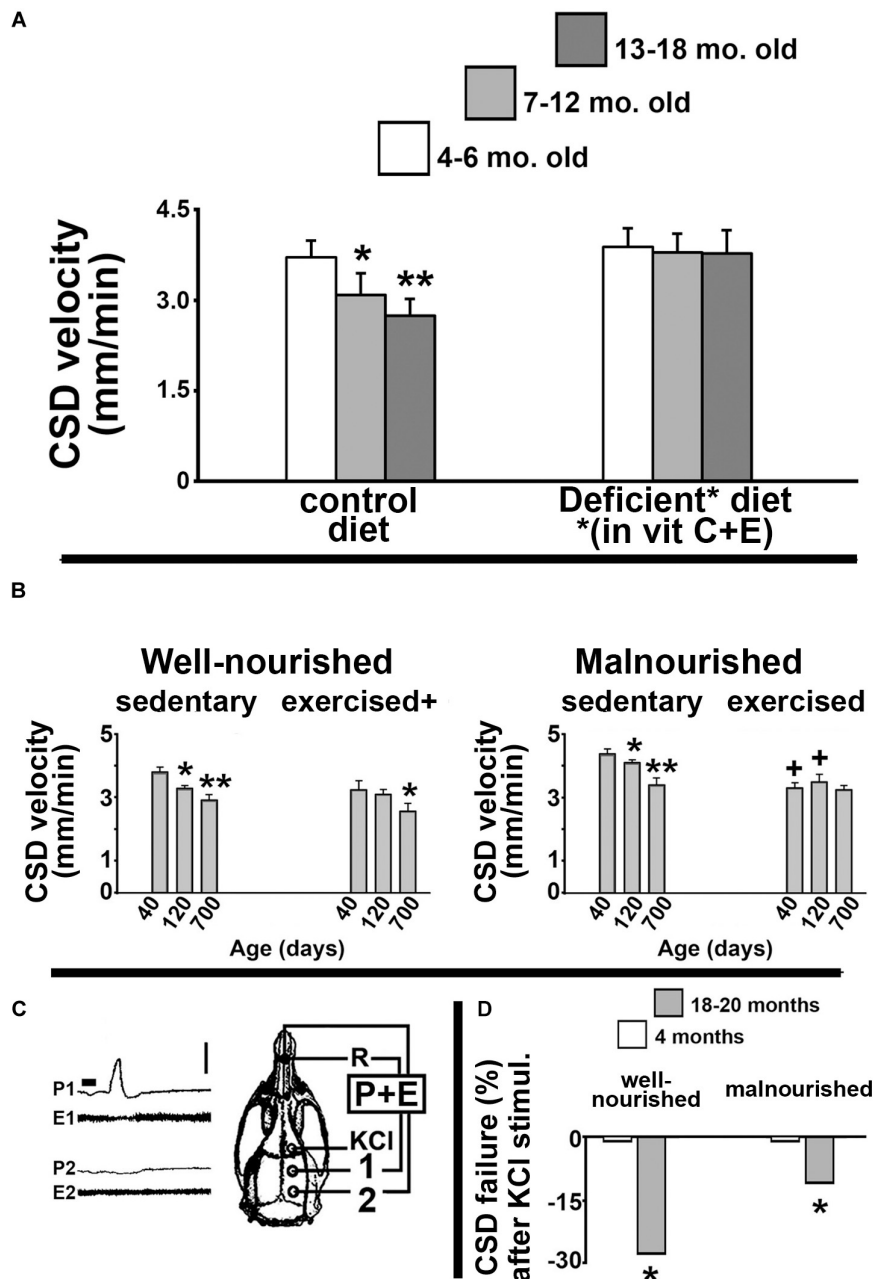 A
13-18 mo. old
7-12 mo. old
4-6 mo. old
CSD velocity
(mm/min)
4.5
3.0
1.5
0
*
**
control
diet
Deficient* diet
*(in vit C+E)
B
Well-nourished
sedentary
exercised+
CSD velocity
(mm/min)
5
3
1
0
*
**
*
40
120
700
40
120
700
Age (days)
Malnourished
sedentary
exercised
CSD velocity
(mm/min)
5
3
1
0
*
**
+
+
40
120
700
40
120
700
Age (days)
C
P1
E1
P2
E2
R
P+E
KCl
1
2
D
18-20 months
4 months
well-
nourished
malnourished
CSD failure (%)
after KCl stimul.
0
-15
-30
*
*